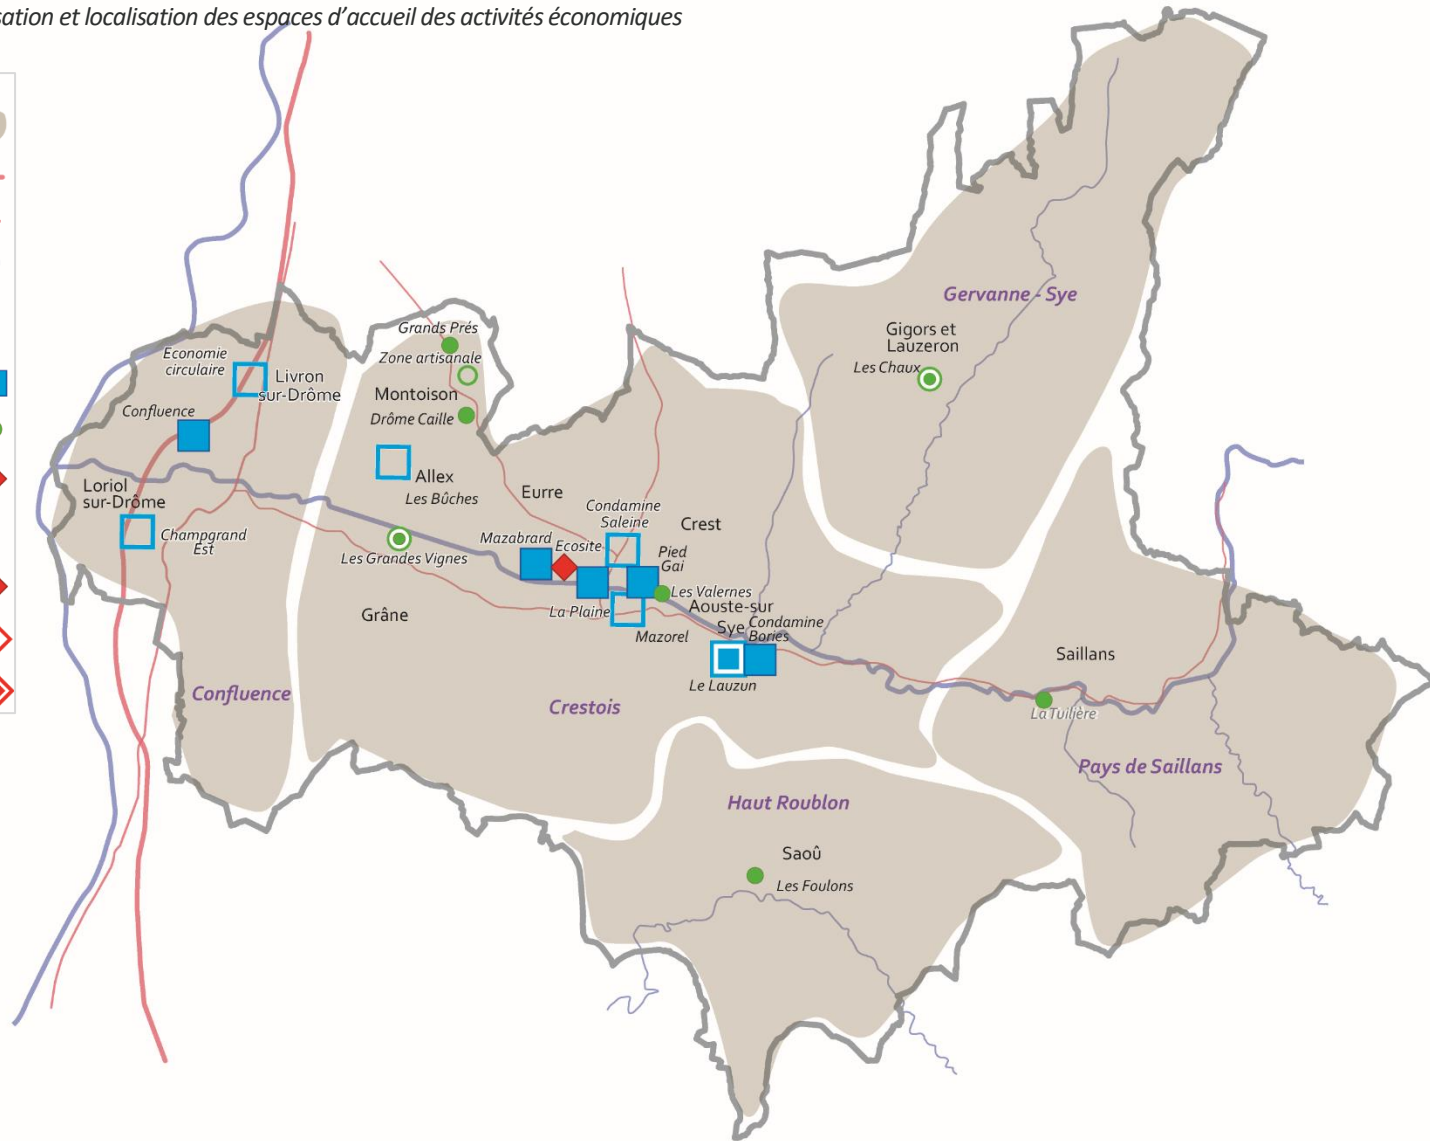 sation et localisation des espaces d’accueil des activités économiques
Gervanne - Sye
Gigors et
Lauzeron
Les Chaux
Grands Prés
Zone artisanale
Montoison
Drôme Caille
Economie
circulaire
Livron
sur-Drôme
Confluence
Allex
Les Bûches
Loriol
sur-Drôme
Champgrand
Est
Eurre
Condamine
Saleine
Crest
Mazabrard
Ecosite
Pied
Gai
Les Grandes Vignes
Les Valernes
La Plaine
Aouste-sur
Sye
Condamine
Bories
Grâne
Mazorel
Le Lauzun
Saillans
La Tuilière
Confluence
Crestois
Pays de Saillans
Haut Roublon
Saoû
Les Foulons